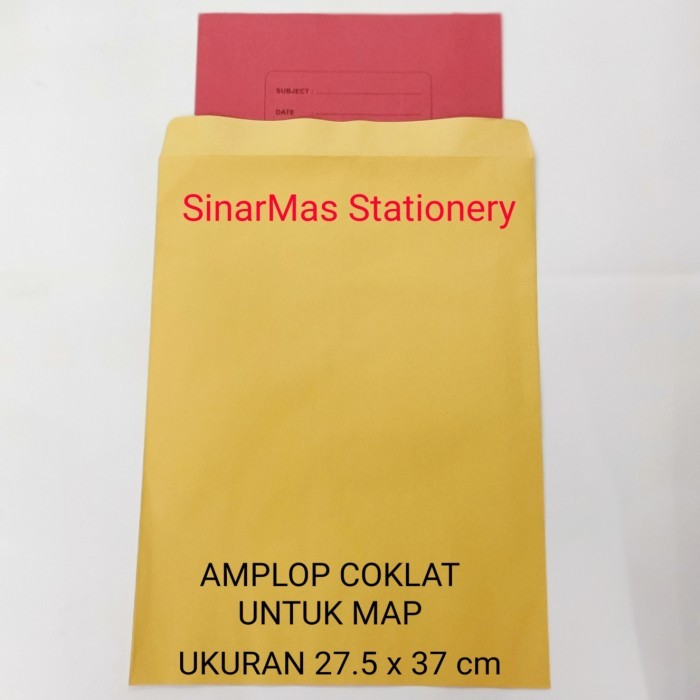 SUBJECT :
DATE
SinarMas Stationery
AMPLOP COKLAT
UNTUK MAP
UKURAN 27.5 x 37 cm